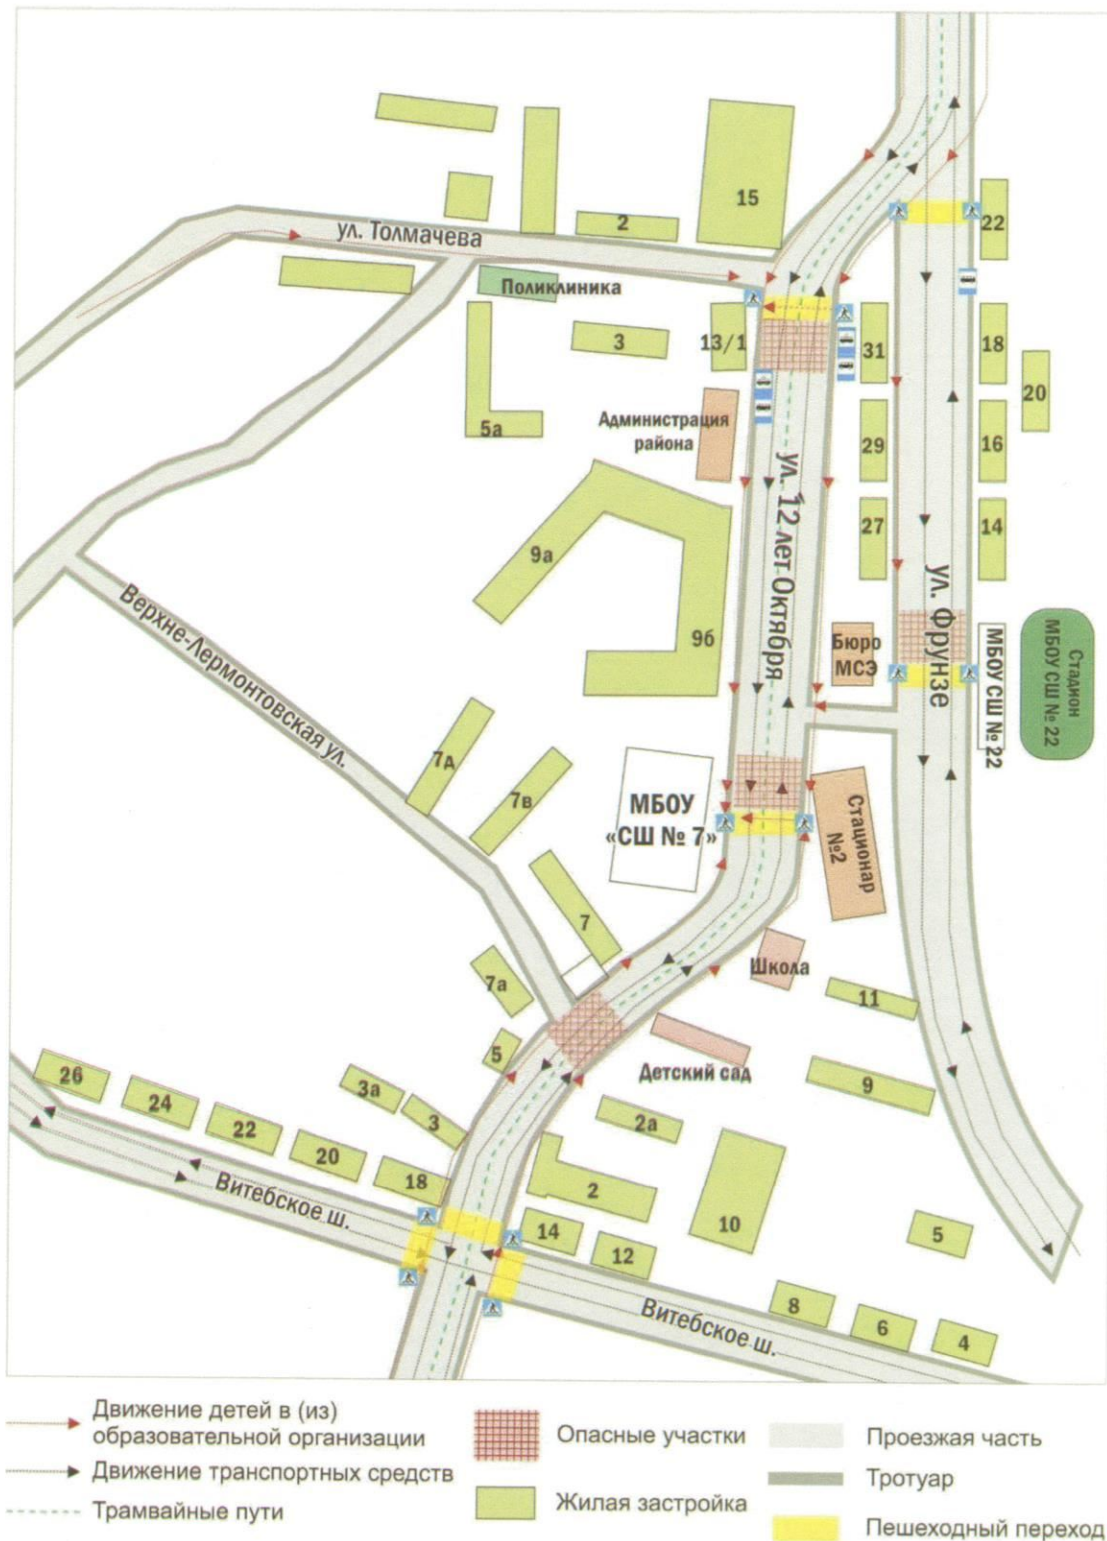 15
22
2
ул. Толмачева
Поликлиника
3
13/1
31
18
20
5а
Администрация
района
29
16
27
14
ул. 12 лет Октября
ул. Фрунзе
9а
9б
Верхне-Лермонтовская ул.
Бюро
МСЭ
МБОУ СШ № 22
Стадион
МБОУ СШ № 22
7д
7в
МБОУ
«СШ № 7»
Стационар
№2
7
7а
Школа
11
5
Детский сад
9
26
24
22
20
18
3а
3
2а
2
10
14
12
5
Витебское ш.
8
6
4
Витебское ш.
Движение детей в (из)
образовательной организации
Движение транспортных средств
Трамвайные пути
Опасные участки
Жилая застройка
Проезжая часть
Тротуар
Пешеходный переход